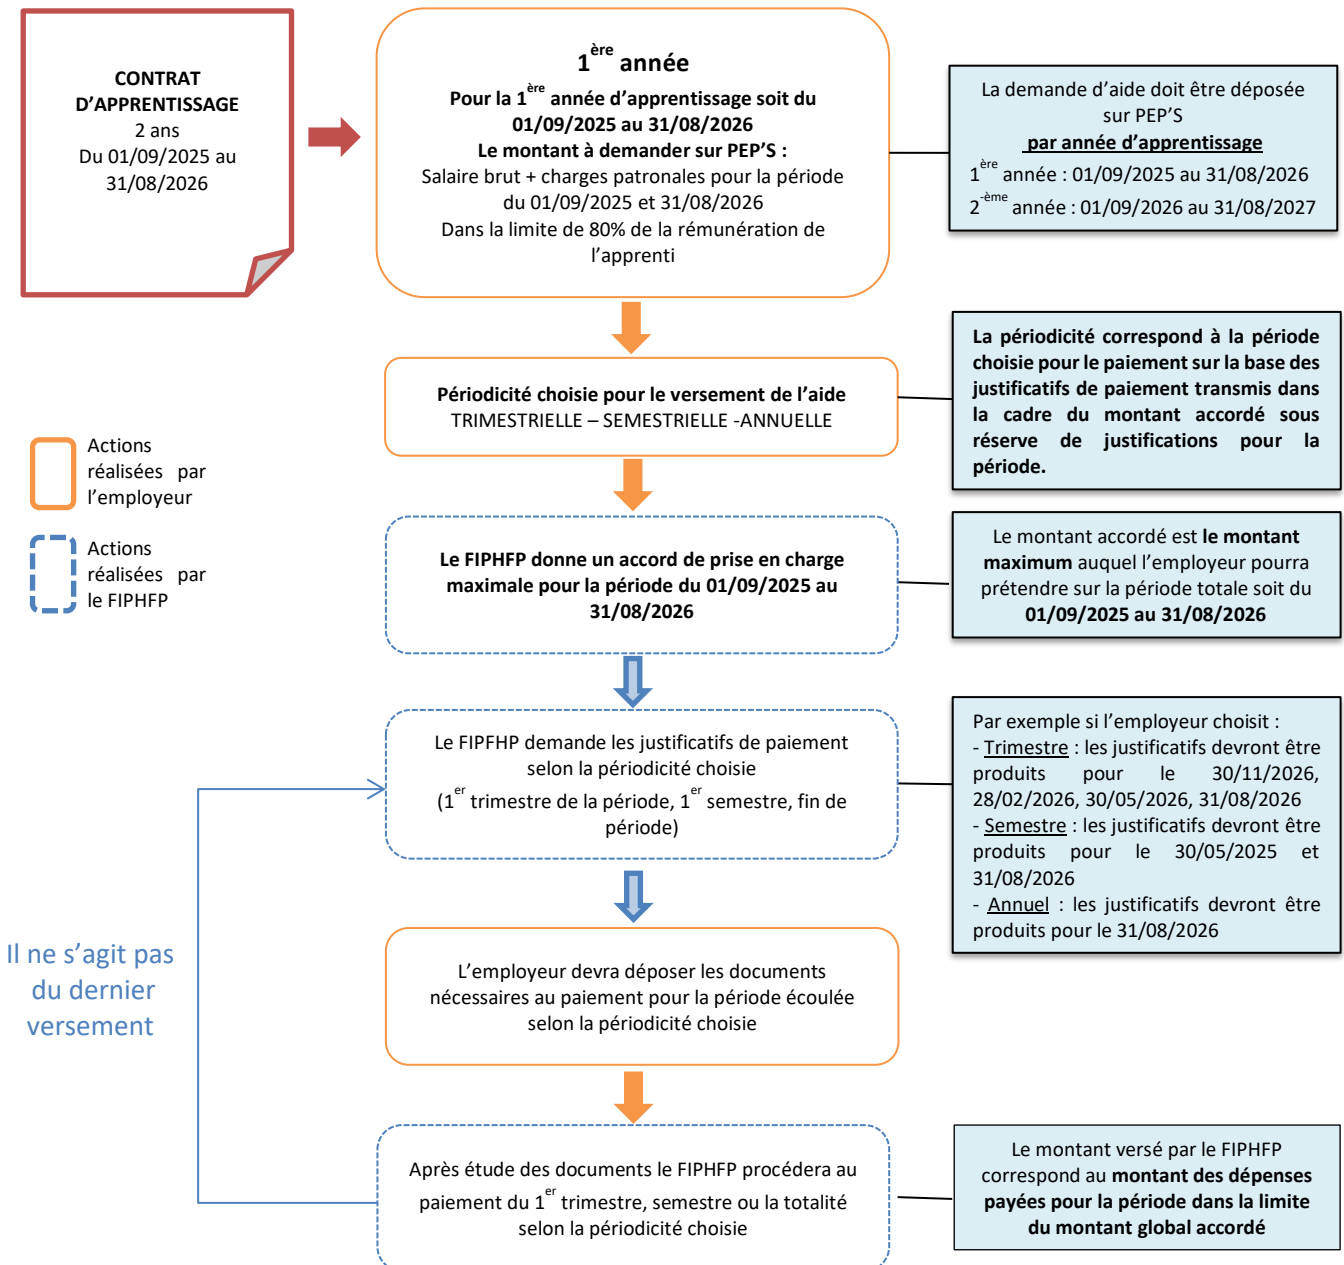 CONTRAT
D’APPRENTISSAGE
2 ans
Du 01/09/2025 au
31/08/2026
1ère année
Pour la 1ère année d’apprentissage soit du
01/09/2025 au 31/08/2026
Le montant à demander sur PEP’S :
Salaire brut + charges patronales pour la période
du 01/09/2025 et 31/08/2026
Dans la limite de 80% de la rémunération de
l’apprenti
La demande d’aide doit être déposée
sur PEP’S
par année d’apprentissage
1ère année : 01/09/2025 au 31/08/2026
2-ème année : 01/09/2026 au 31/08/2027
Périodicité choisie pour le versement de l’aide
TRIMESTRIELLE – SEMESTRIELLE -ANNUELLE
La périodicité correspond à la période
choisie pour le paiement sur la base des
justificatifs de paiement transmis dans
la cadre du montant accordé sous
réserve de justifications pour la
période.
Actions
réalisées par
l’employeur
Actions
réalisées par
le FIPHFP
Le FIPHFP donne un accord de prise en charge
maximale pour la période du 01/09/2025 au
31/08/2026
Le montant accordé est le montant
maximum auquel l’employeur pourra
prétendre sur la période totale soit du
01/09/2025 au 31/08/2026
Le FIPFHP demande les justificatifs de paiement
selon la périodicité choisie
(1er trimestre de la période, 1er semestre, fin de
période)
Par exemple si l’employeur choisit :
- Trimestre : les justificatifs devront être
produits pour le 30/11/2026,
28/02/2026, 30/05/2026, 31/08/2026
- Semestre : les justificatifs devront être
produits pour le 30/05/2025 et
31/08/2026
- Annuel : les justificatifs devront être
produits pour le 31/08/2026
Il ne s’agit pas
du dernier
versement
L’employeur devra déposer les documents
nécessaires au paiement pour la période écoulée
selon la périodicité choisie
Après étude des documents le FIPHFP procédera au
paiement du 1er trimestre, semestre ou la totalité
selon la périodicité choisie
Le montant versé par le FIPHFP
correspond au montant des dépenses
payées pour la période dans la limite
du montant global accordé